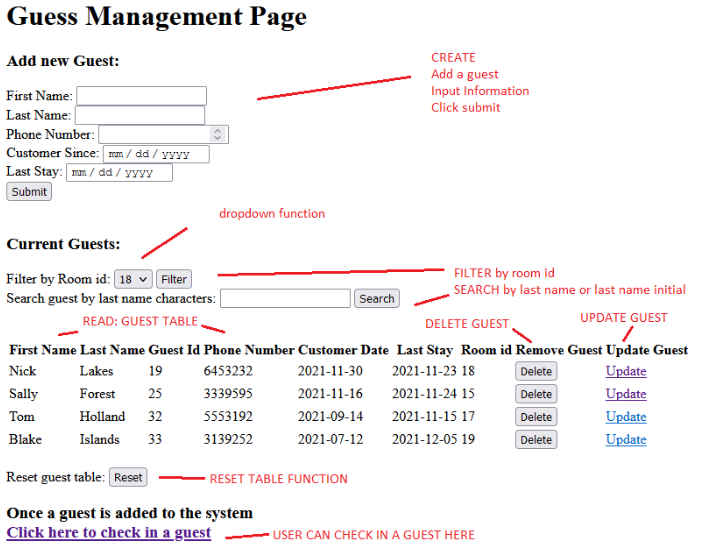 Guess Management Page
Add new Guest:
CREATE
Add a guest
Input Information
Click submit
First Name:
Last Name:
Phone Number:
Customer Since: mm / dd / yyyy
Last Stay: mm / dd / yyyy
Submit
dropdown function
Current Guests:
Filter by Room id: 18 Filter
FILTER by room id
Search guest by last name characters: Search
SEARCH by last name or last name initial
READ: GUEST TABLE
DELETE GUEST
UPDATE GUEST
First Name Last Name Guest Id Phone Number Customer Date Last Stay Room id Remove Guest Update Guest
Nick Lakes 19 6453232 2021-11-30 2021-11-23 18 Delete Update
Sally Forest 25 3339595 2021-11-16 2021-11-24 15 Delete Update
Tom Holland 32 5553192 2021-09-14 2021-11-15 17 Delete Update
Blake Islands 33 3139252 2021-07-12 2021-12-05 19 Delete Update
Reset guest table: Reset
RESET TABLE FUNCTION
Once a guest is added to the system
Click here to check in a guest
USER CAN CHECK IN A GUEST HERE